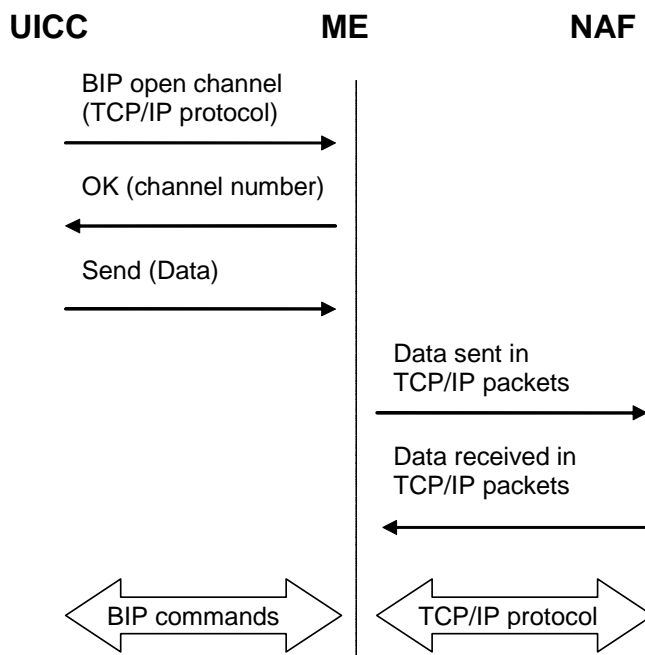 UICC ME NAF
BIP open channel
(TCP/IP protocol)
OK (channel number)
Send (Data)
Data sent in
TCP/IP packets
Data received in
TCP/IP packets
BIP commands
TCP/IP protocol